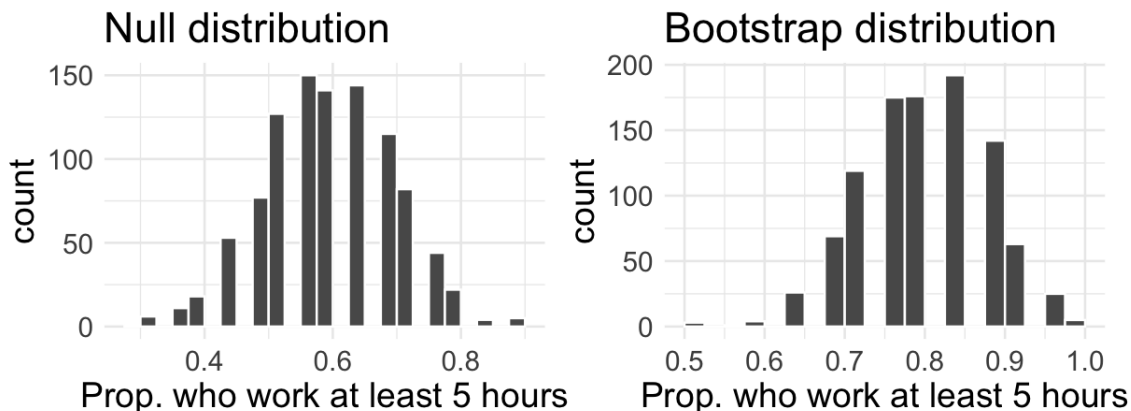 Null distribution
150
100
50
0
count
0.4 0.6 0.8
Prop. who work at least 5 hours
Bootstrap distribution
200
150
100
50
0
count
0.5 0.6 0.7 0.8 0.9 1.0
Prop. who work at least 5 hours